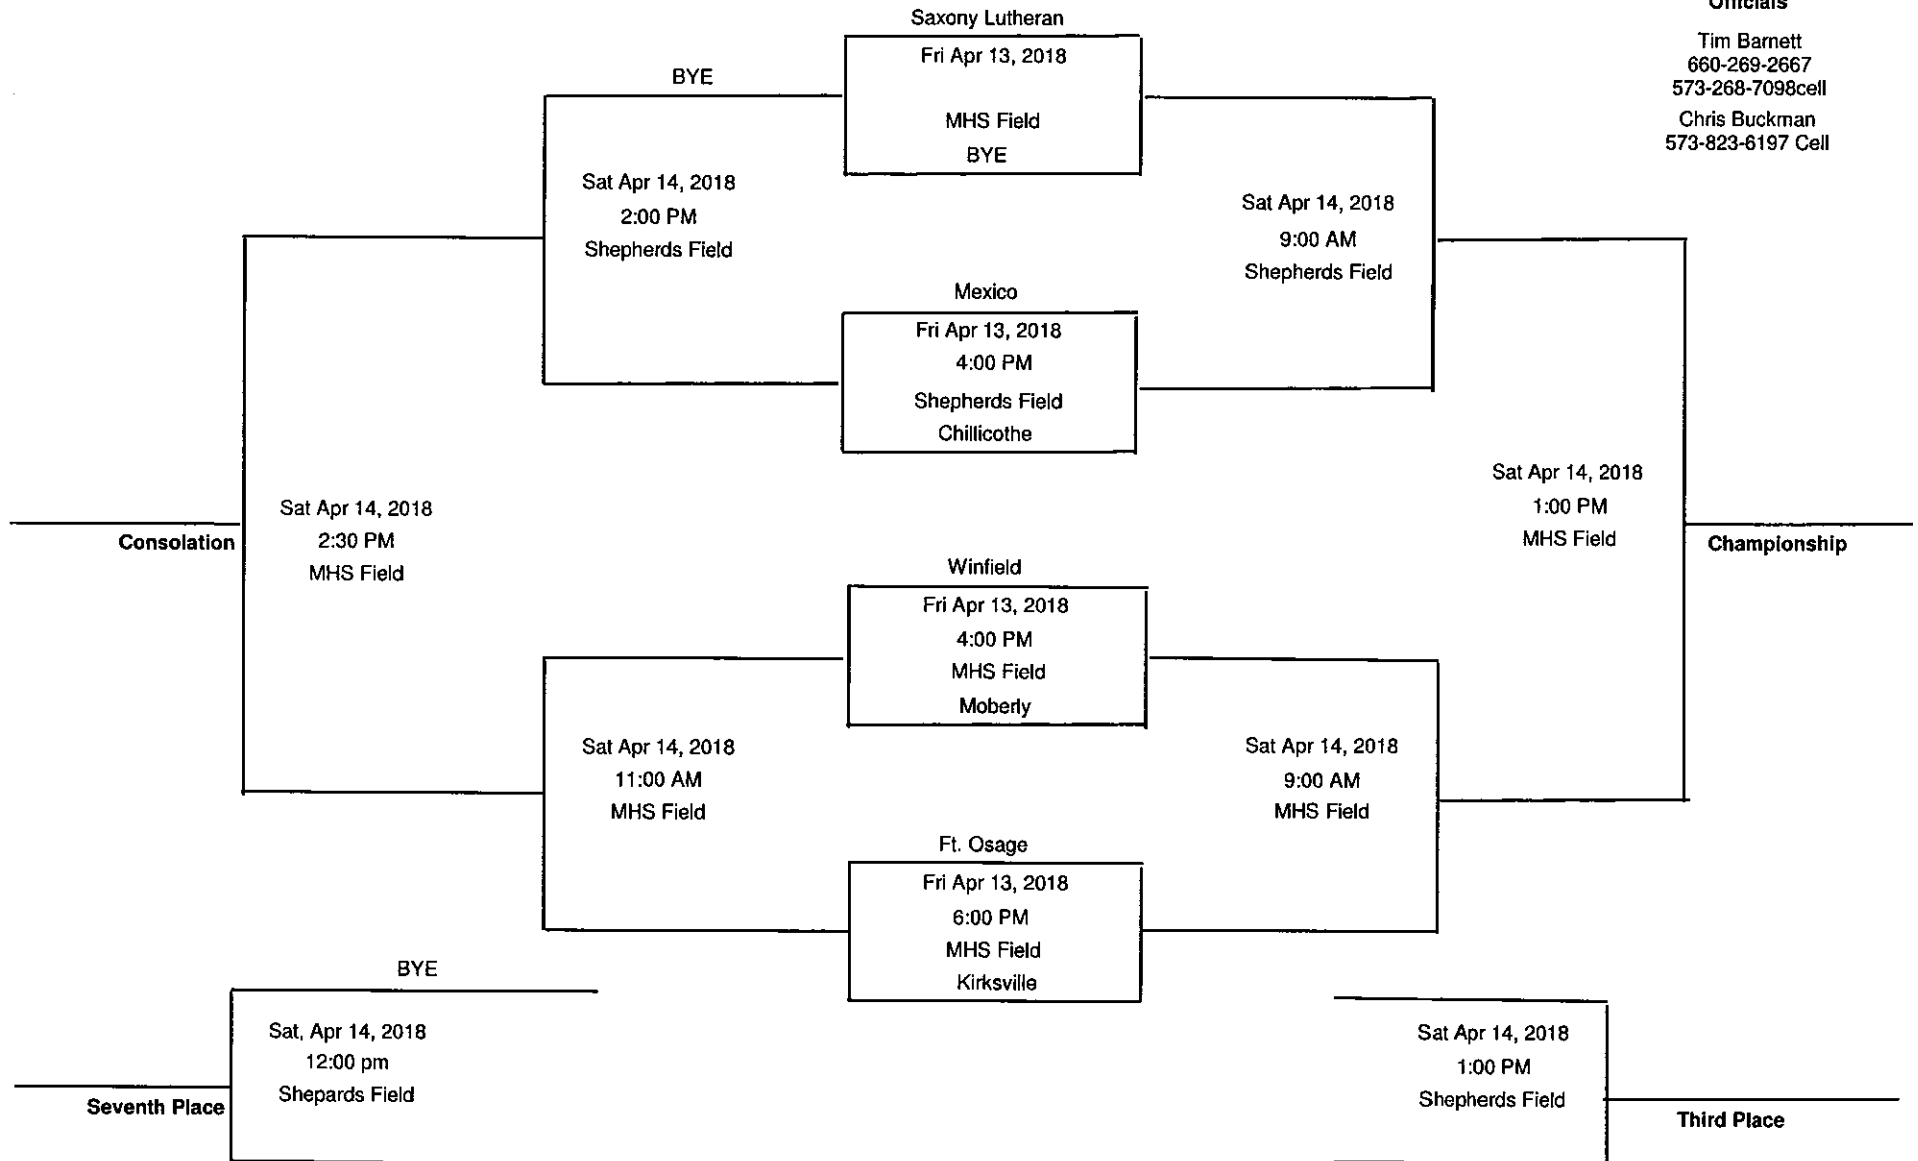 Officials
Tim Barnett
660-269-2667
573-268-7098cell
Chris Buckman
573-823-6197 Cell
Saxony Lutheran
Fri Apr 13, 2018
MHS Field
BYE
BYE
Sat Apr 14, 2018
2:00 PM
Shepherds Field
Sat Apr 14, 2018
9:00 AM
Shepherds Field
Mexico
Fri Apr 13, 2018
4:00 PM
Shepherds Field
Chillicothe
Sat Apr 14, 2018
2:30 PM
MHS Field
Consolation
Sat Apr 14, 2018
1:00 PM
MHS Field
Championship
Winfield
Fri Apr 13, 2018
4:00 PM
MHS Field
Moberly
Sat Apr 14, 2018
11:00 AM
MHS Field
Sat Apr 14, 2018
9:00 AM
MHS Field
Ft. Osage
Fri Apr 13, 2018
6:00 PM
MHS Field
Kirksville
BYE
Sat, Apr 14, 2018
12:00 pm
Shepards Field
Seventh Place
Sat Apr 14, 2018
1:00 PM
Shepherds Field
Third Place